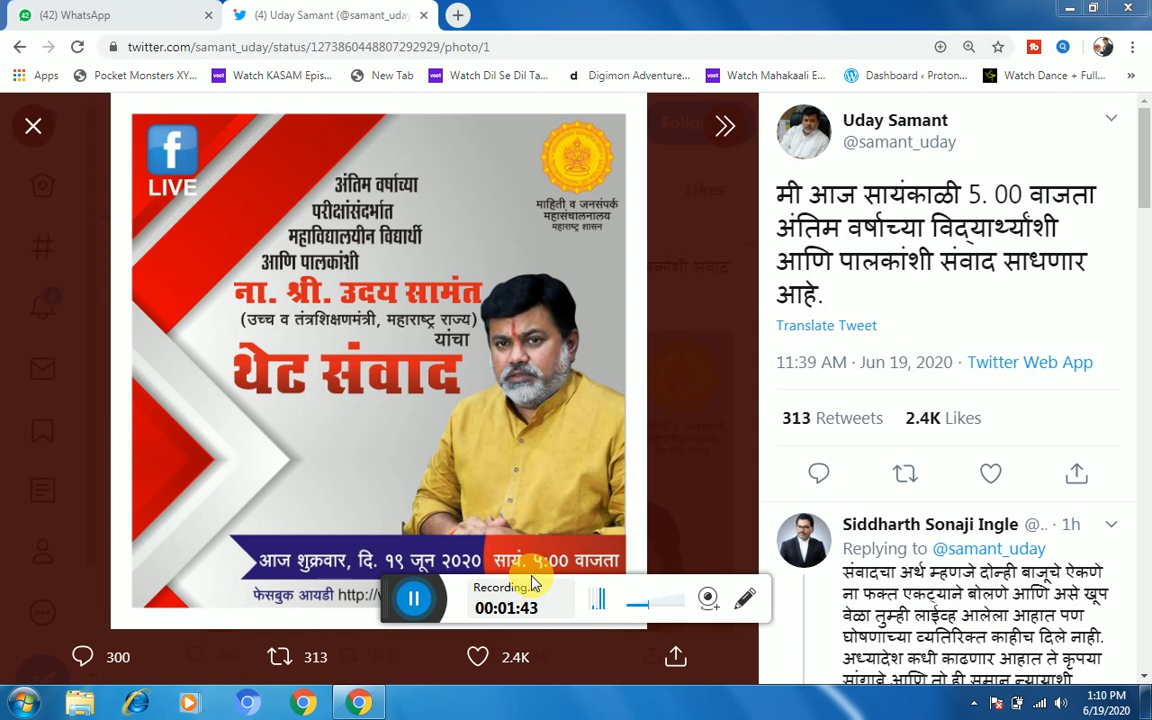 (42) WhatsApp
(4) Uday Samant (@samant_uday
twitter.com/samant_uday/status/1273860448807292929/photo/1
Apps
Pocket Monsters XY...
Watch KASAM Epis...
New Tab
Watch Dil Se Dil Ta...
Digimon Adventure...
Watch Mahakaali E...
Dashboard ‹ Proton...
Watch Dance + Full...
f
LIVE
अंतिम वर्षाच्या
परीक्षांसंदर्भात
महाविद्यालयीन विद्यार्थी
आणि पालकांशी
ना. श्री. उदय सामंत
(उच्च व तंत्रशिक्षणमंत्री, महाराष्ट्र राज्य)
यांचा
थेट संवाद
माहिती व जनसंपर्क
महासंचालनालय
महाराष्ट्र शासन
आज शुक्रवार, दि. १९ जून २०२० सायं. ५:०० वाजता
फेसबुक आयडी http://
Recording...
00:01:43
300
313
2.4K
Likes
Uday Samant
@samant_uday
मी आज सायंकाळी 5. 00 वाजता
अंतिम वर्षाच्या विद्यार्थ्यांशी
आणि पालकांशी संवाद साधणार
आहे.
Translate Tweet
11:39 AM · Jun 19, 2020 · Twitter Web App
313 Retweets 2.4K Likes
Siddharth Sonaji Ingle @.. · 1h
Replying to @samant_uday
संवादचा अर्थ म्हणजे दोन्ही बाजूचे ऐकणे
ना फक्त एकट्याने बोलणे आणि असे खूप
वेळा तुम्ही लाईव्ह आलेला आहात पण
घोषणाच्या व्यतिरिक्त काहीच दिले नाही.
अध्यादेश कधी काढणार आहात ते कृपया
सांगावे आणि तो ही समान न्यायाशी
1:10 PM
6/19/2020